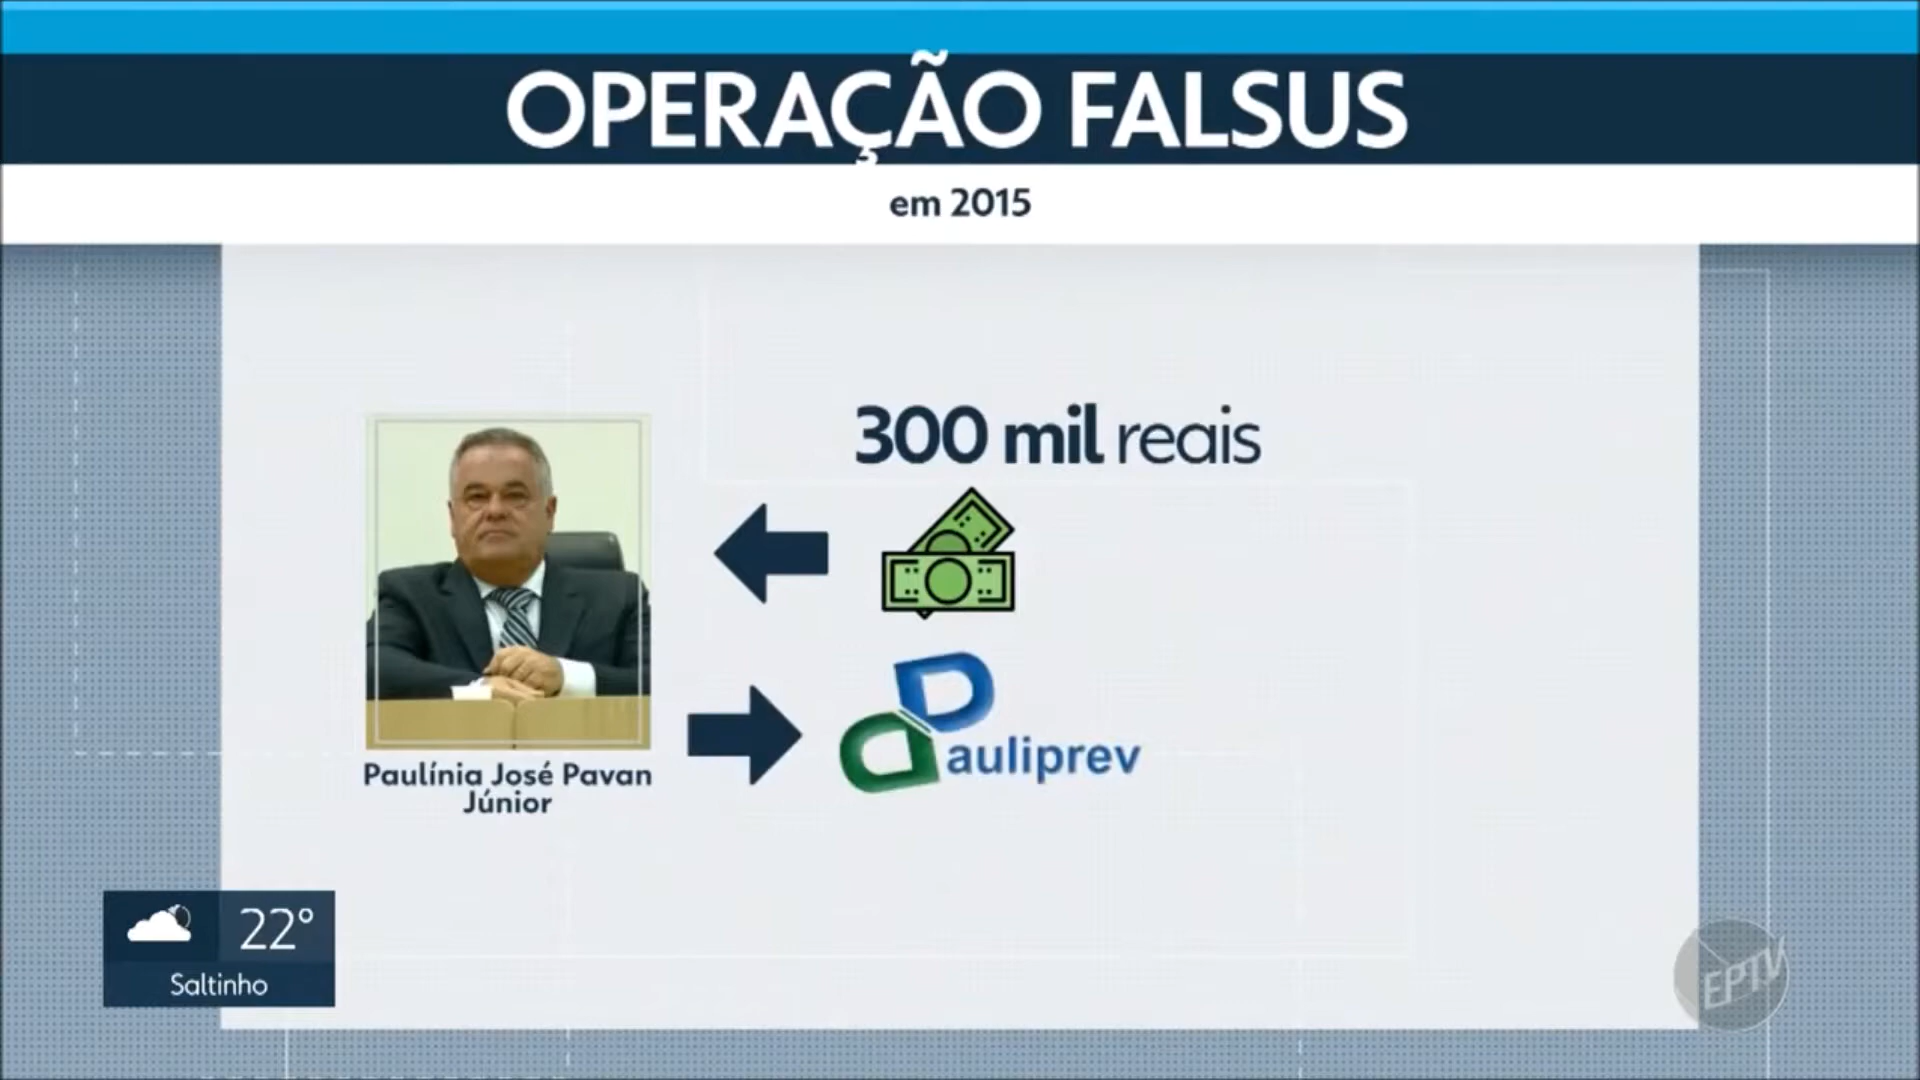 OPERAÇÃO FALSUS
em 2015
300 mil reais
Pauliprev
Paulínia José Pavan
Júnior
22°
Saltinho
EPTV